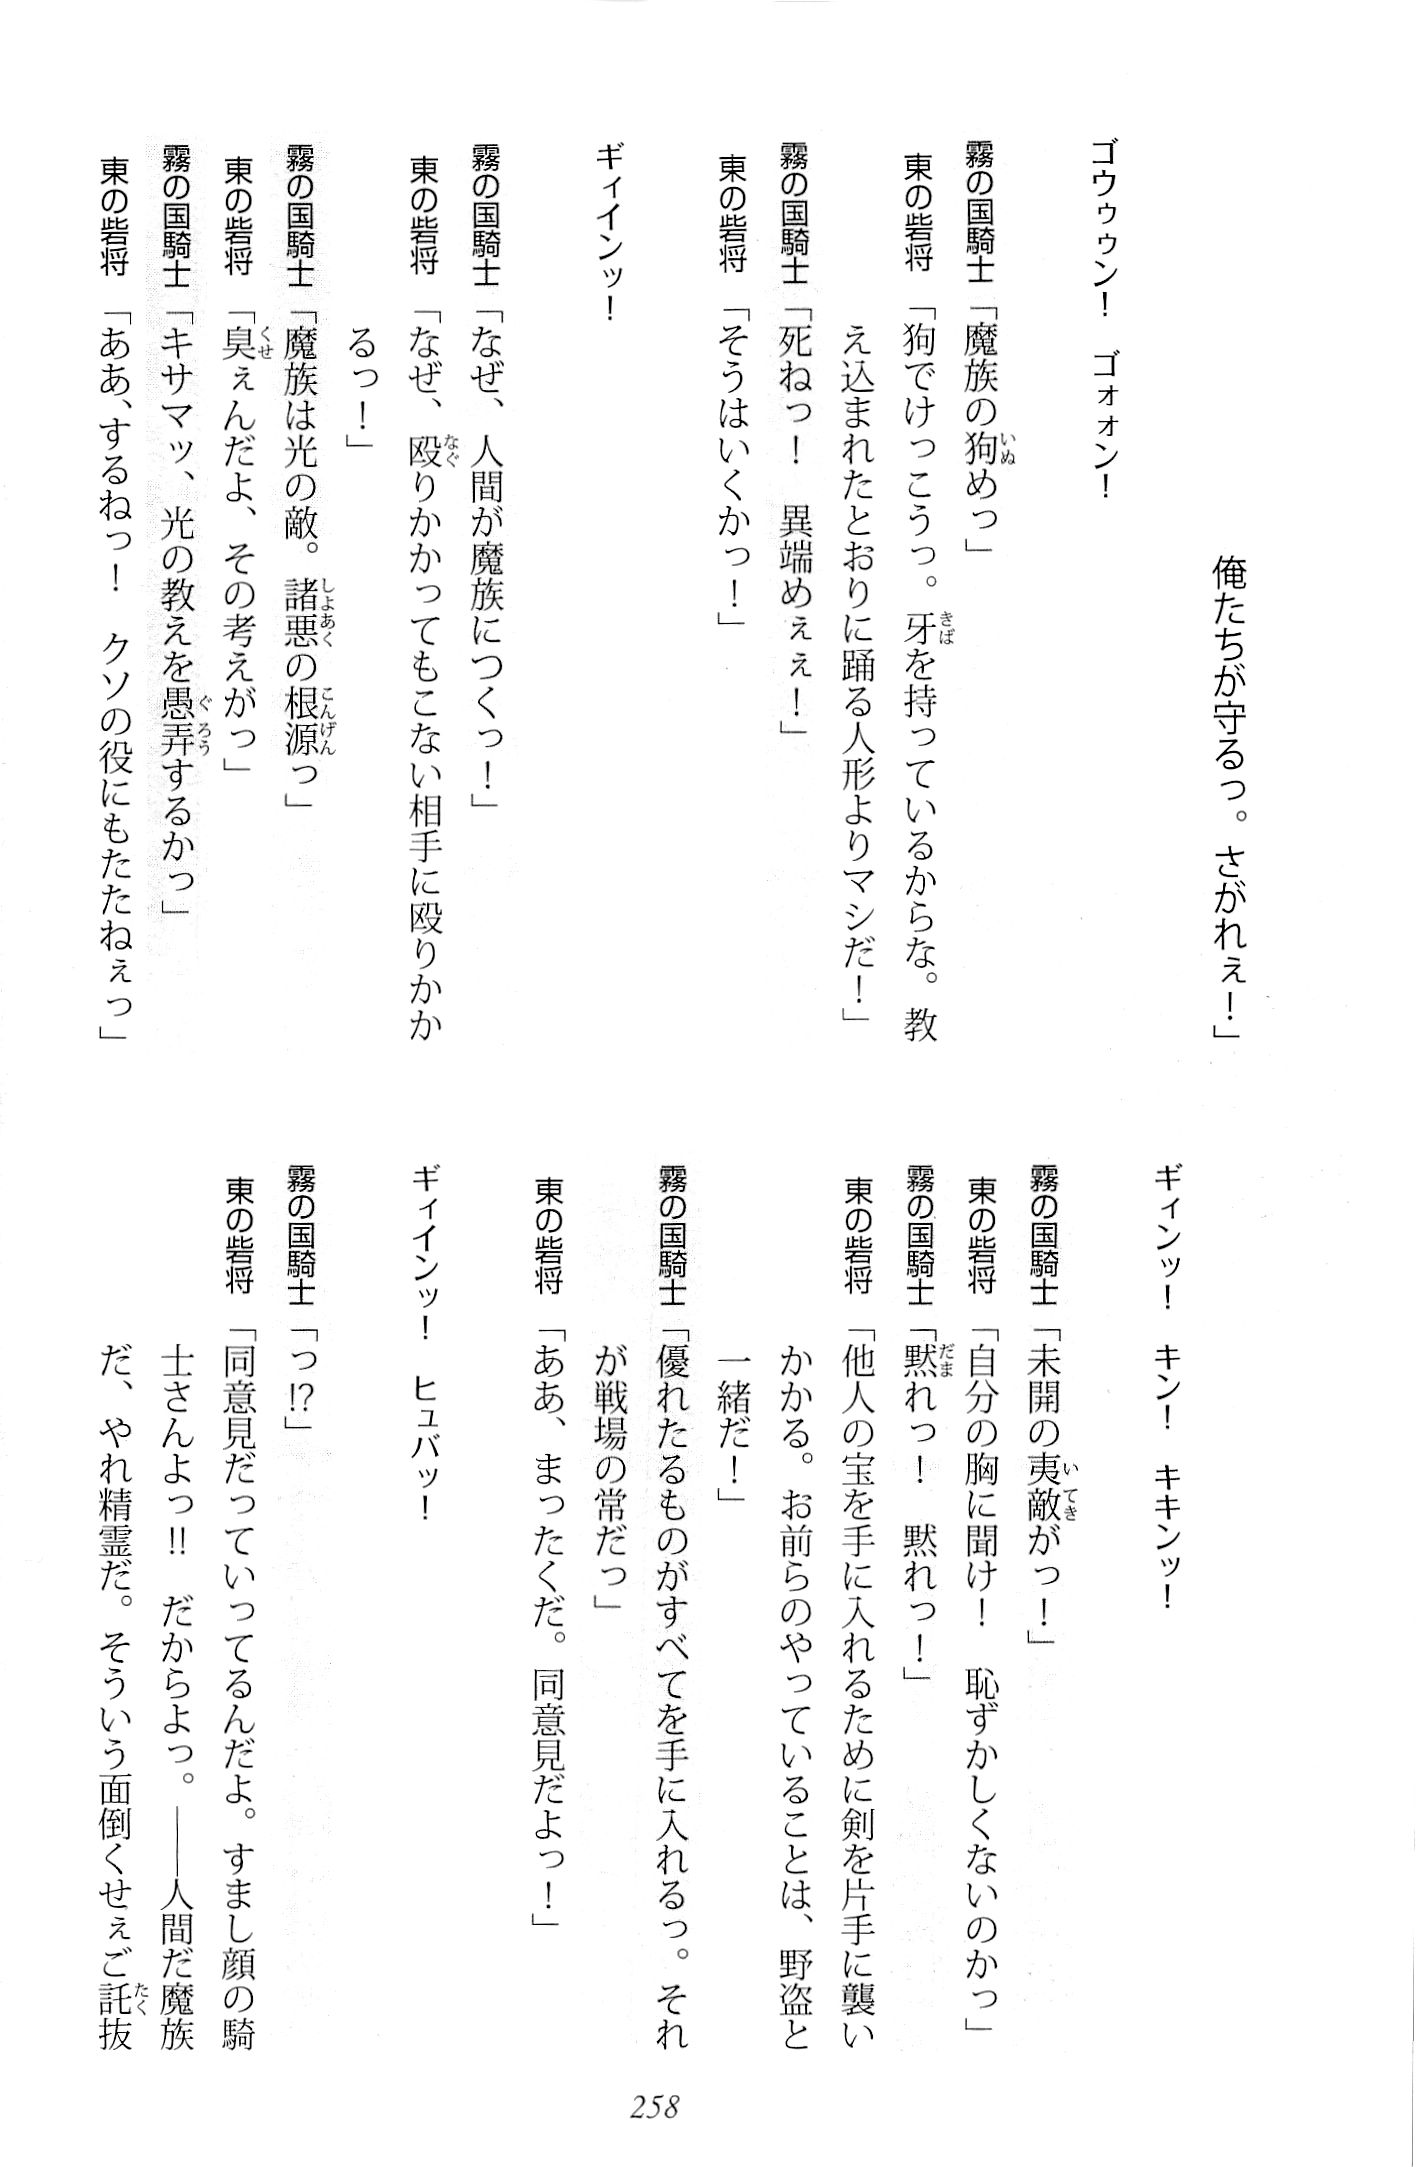 俺たちが守るっ。さがれぇ！」
ゴウゥゥン！　ゴォォン！
霧の国騎士「魔族の狗めっ」
東の砦将「狗でけっこうっ。牙を持っているからな。教
え込まれたとおりに踊る人形よりマシだ！」
霧の国騎士「死ねっ！　異端めぇぇ！」
東の砦将「そうはいくかっ！」
ギィインッ！
霧の国騎士「なぜ、人間が魔族につくっ！」
東の砦将「なぜ、殴りかかってもこない相手に殴りかか
るっ！」
霧の国騎士「魔族は光の敵。諸悪の根源っ」
東の砦将「臭ぇんだよ、その考えがっ」
霧の国騎士「キサマッ、光の教えを愚弄するかっ」
東の砦将「ああ、するねっ！　クソの役にもたたねぇっ」
ギィンッ！　キン！　キキンッ！
霧の国騎士「未開の夷敵がっ！」
東の砦将「自分の胸に聞け！　恥ずかしくないのかっ」
霧の国騎士「黙れっ！　黙れっ！」
東の砦将「他人の宝を手に入れるために剣を片手に襲い
かかる。お前らのやっていることは、野盗と
一緒だ！」
霧の国騎士「優れたるものがすべてを手に入れるっ。それ
が戦場の常だっ」
東の砦将「ああ、まったくだ。同意見だよっ！」
ギィインッ！　ヒュバッ！
霧の国騎士「っ!?」
東の砦将「同意見だっていってるんだよ。すまし顔の騎
士さんよっ!!　だからよっ。――人間だ魔族
だ、やれ精霊だ。そういう面倒くせぇご託抜
258